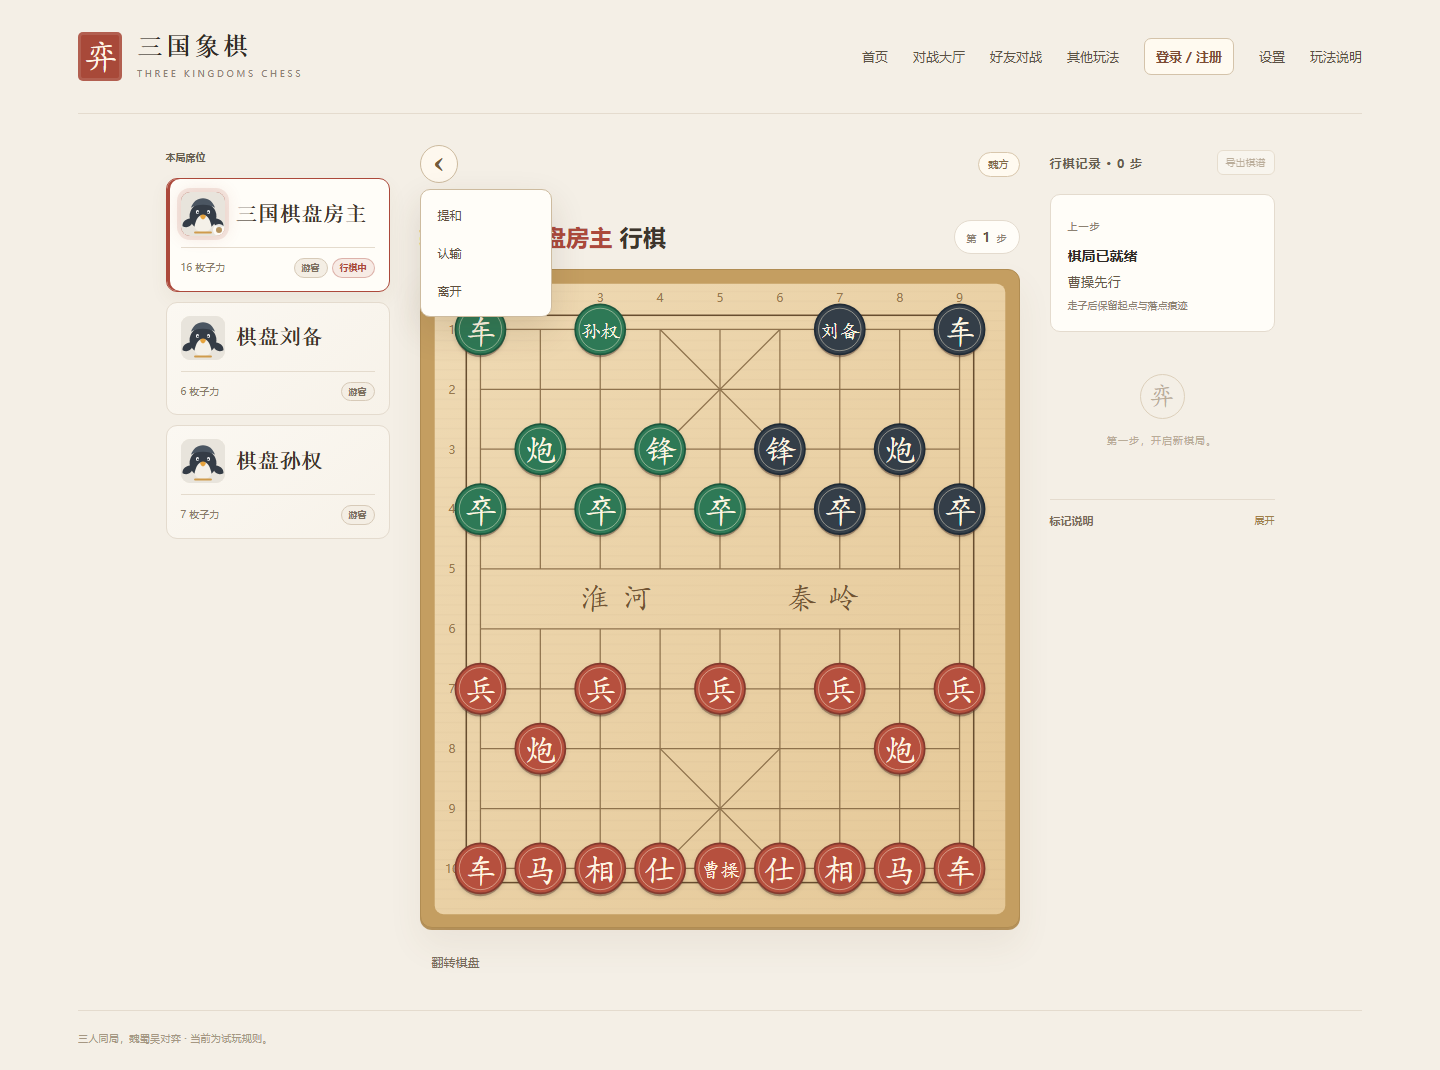 弈
三国象棋
THREE KINGDOMS CHESS
首页 对战大厅 好友对战 其他玩法 登录 / 注册 设置 玩法说明
本局席位
三国棋盘房主
16 枚子力 游客 行棋中
棋盘刘备
6 枚子力 游客
棋盘孙权
7 枚子力 游客
魏方
提和
认输
离开
盘房主 行棋
第 1 步
3 4 5 6 7 8 9
1 车 孙权 刘备 车
2
3 炮 锋 锋 炮
4 卒 卒 卒 卒 卒
5
淮河 秦岭
6
7 兵 兵 兵 兵 兵
8 炮 炮
9
10 车 马 相 仕 曹操 仕 相 马 车
翻转棋盘
行棋记录 · 0 步 导出棋谱
上一步
棋局已就绪
曹操先行
走子后保留起点与落点痕迹
弈
第一步，开启新棋局。
标记说明 展开
三人同局，魏蜀吴对弈 · 当前为试玩规则。